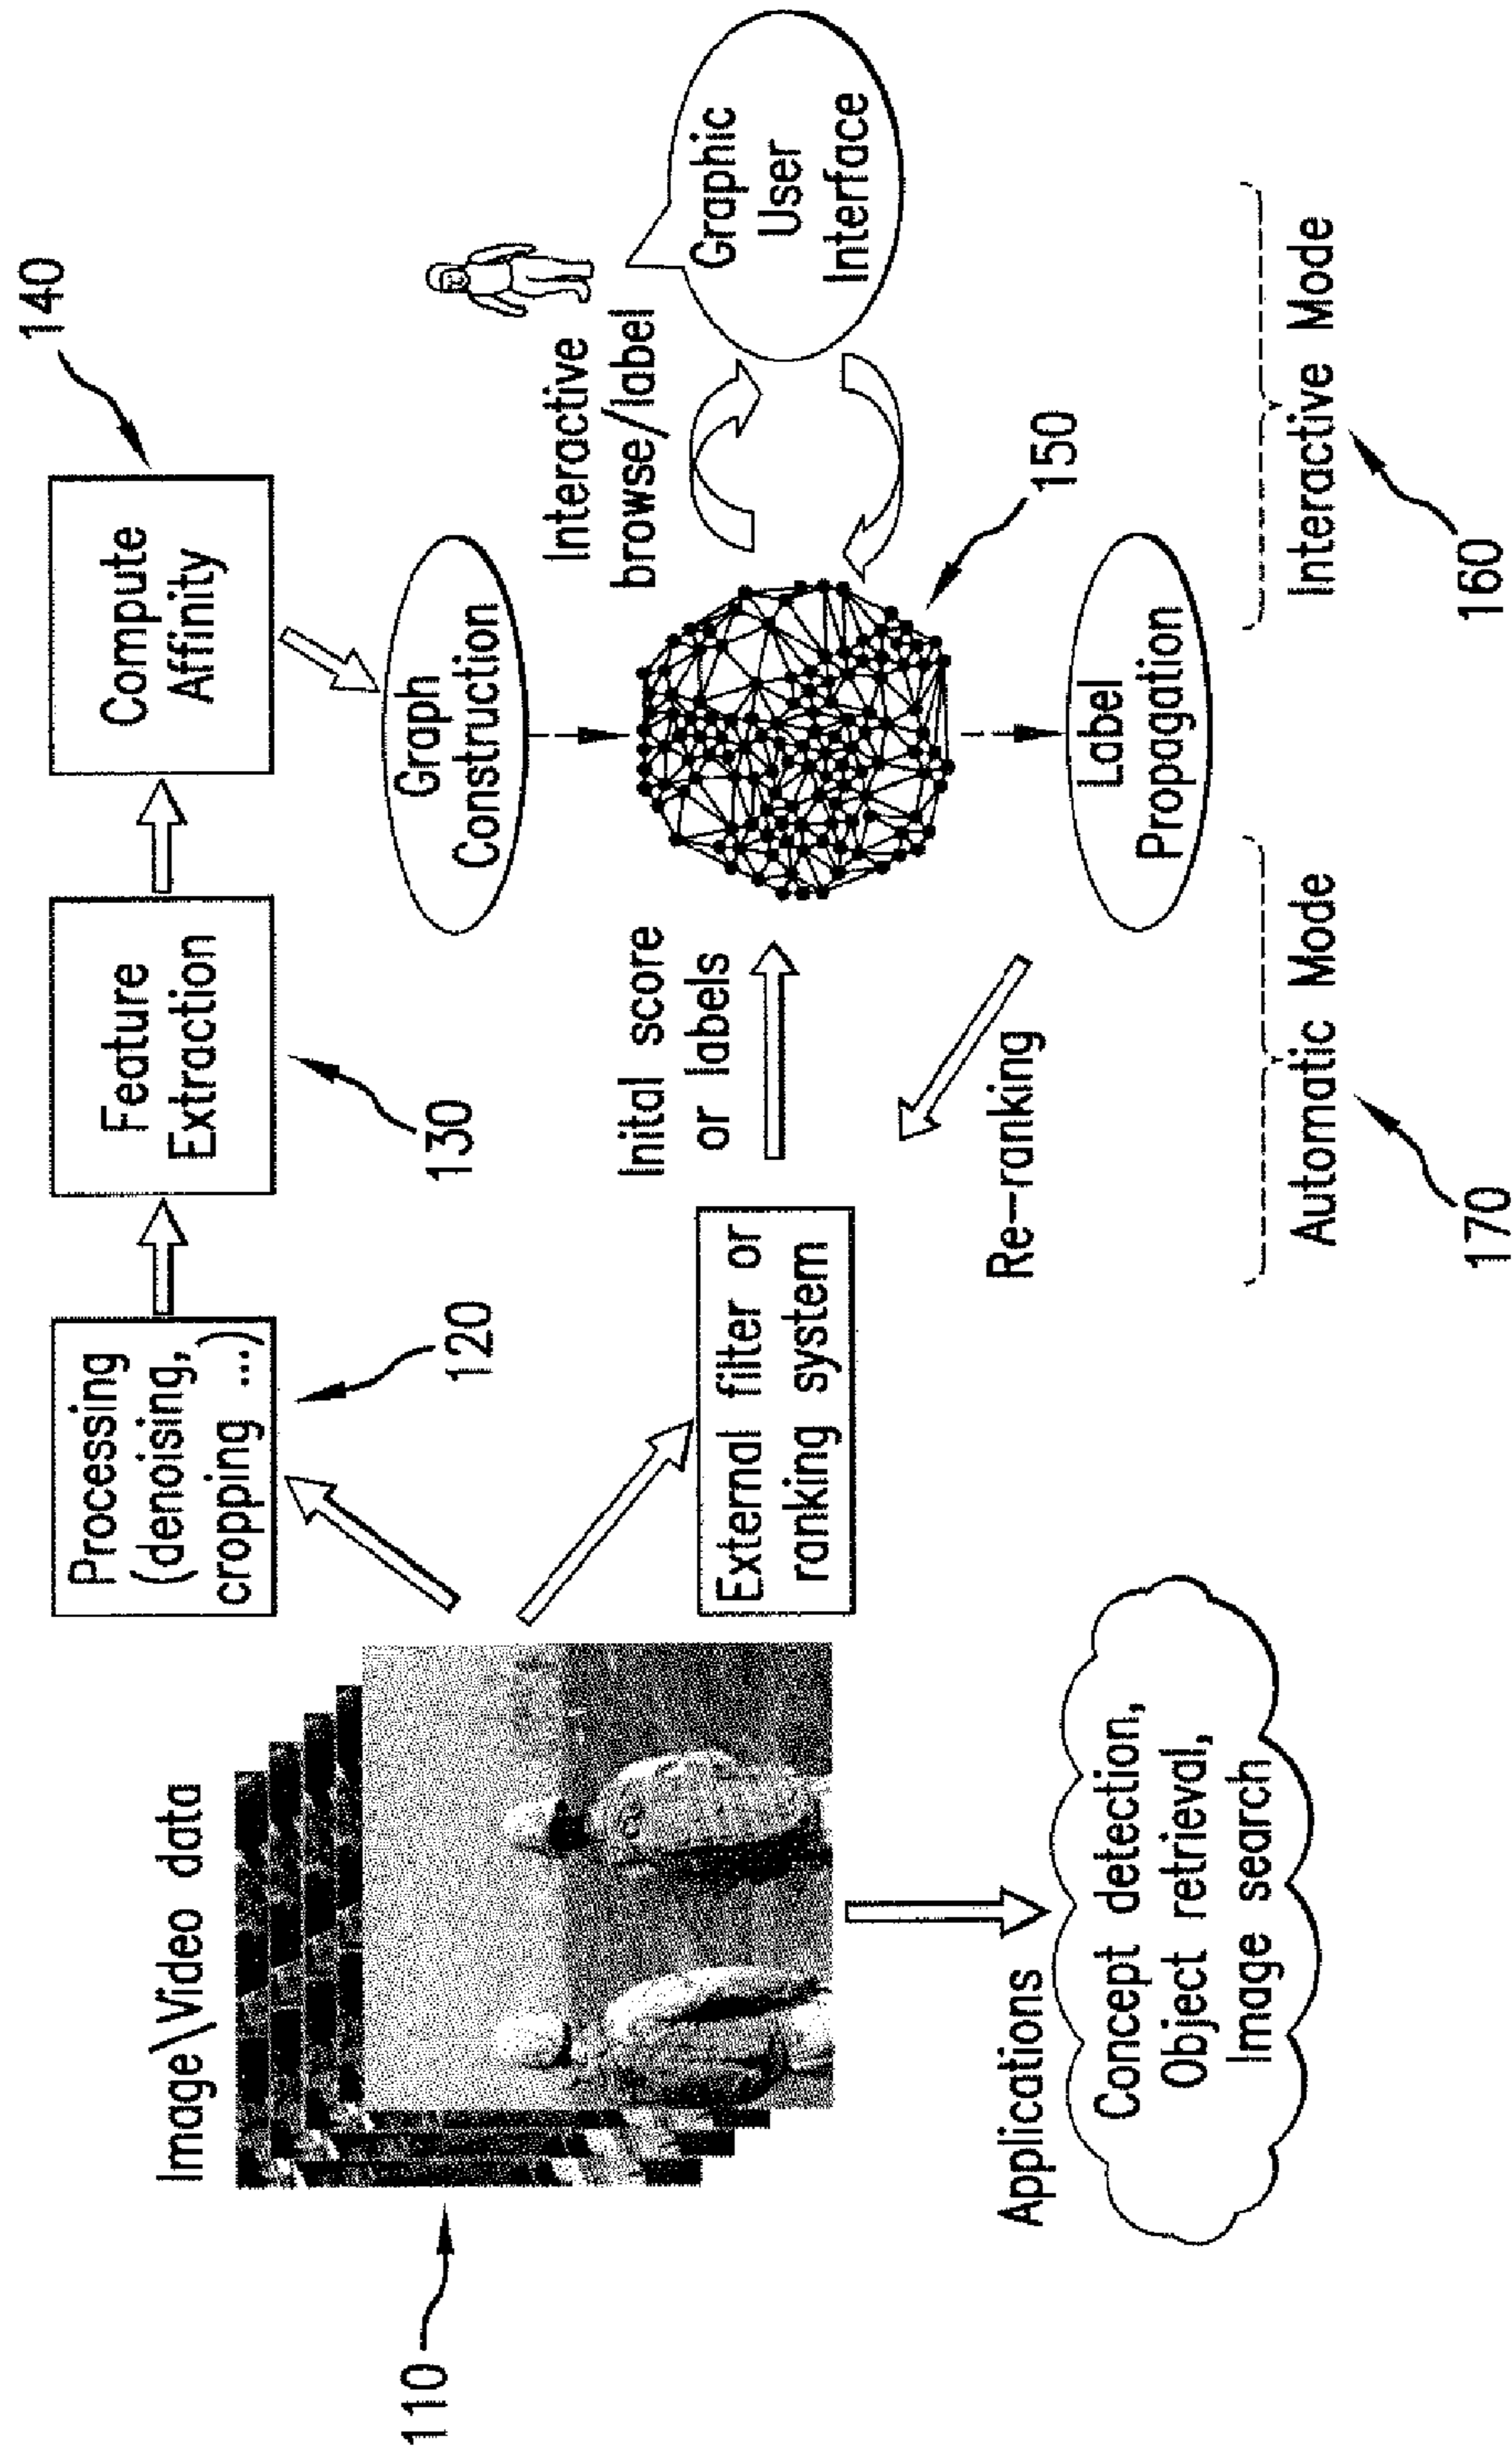 110
Image\Video data
Processing
(denoising,
cropping ...)
120
Feature
Extraction
130
Compute
Affinity
140
Graph
Construction
External filter or
ranking system
Inital score
or labels
Interactive
browse/label
Graphic
User
Interface
150
Re--ranking
Label
Propagation
Applications
Concept detection,
Object retrieval,
Image search
Automatic Mode
170
Interactive Mode
160